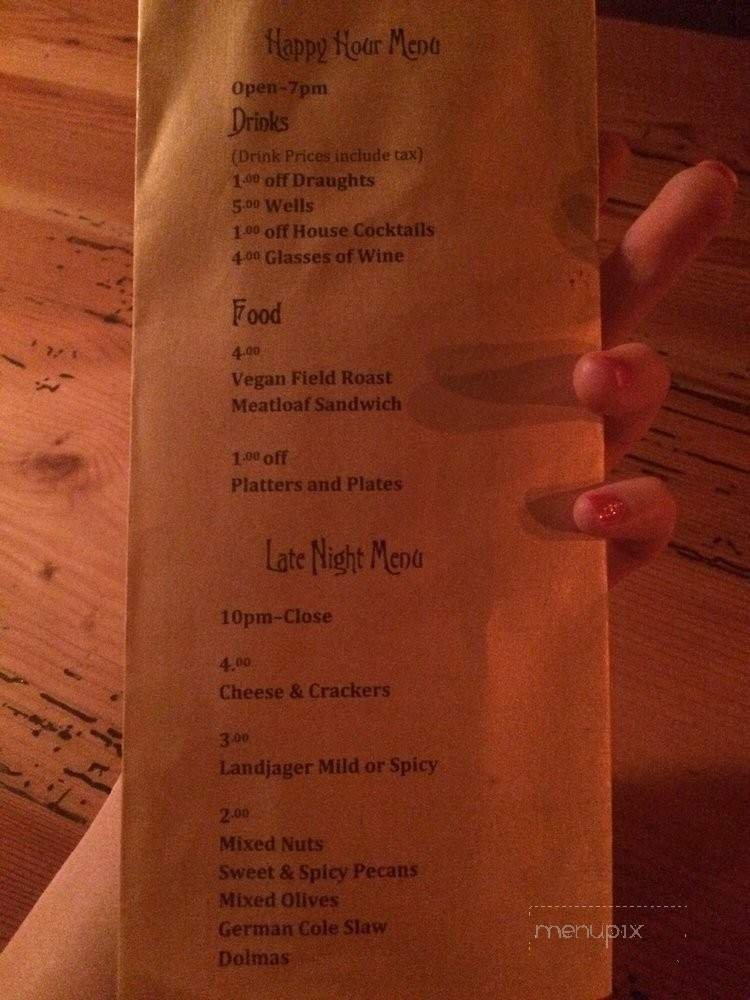 Happy Hour Menu
Open–7pm
Drinks
(Drink Prices include tax)
1.00 off Draughts
5.00 Wells
1.00 off House Cocktails
4.00 Glasses of Wine
Food
4.00
Vegan Field Roast
Meatloaf Sandwich
1.00 off
Platters and Plates
Late Night Menu
10pm–Close
4.00
Cheese & Crackers
3.00
Landjager Mild or Spicy
2.00
Mixed Nuts
Sweet & Spicy Pecans
Mixed Olives
German Cole Slaw
Dolmas
menupix